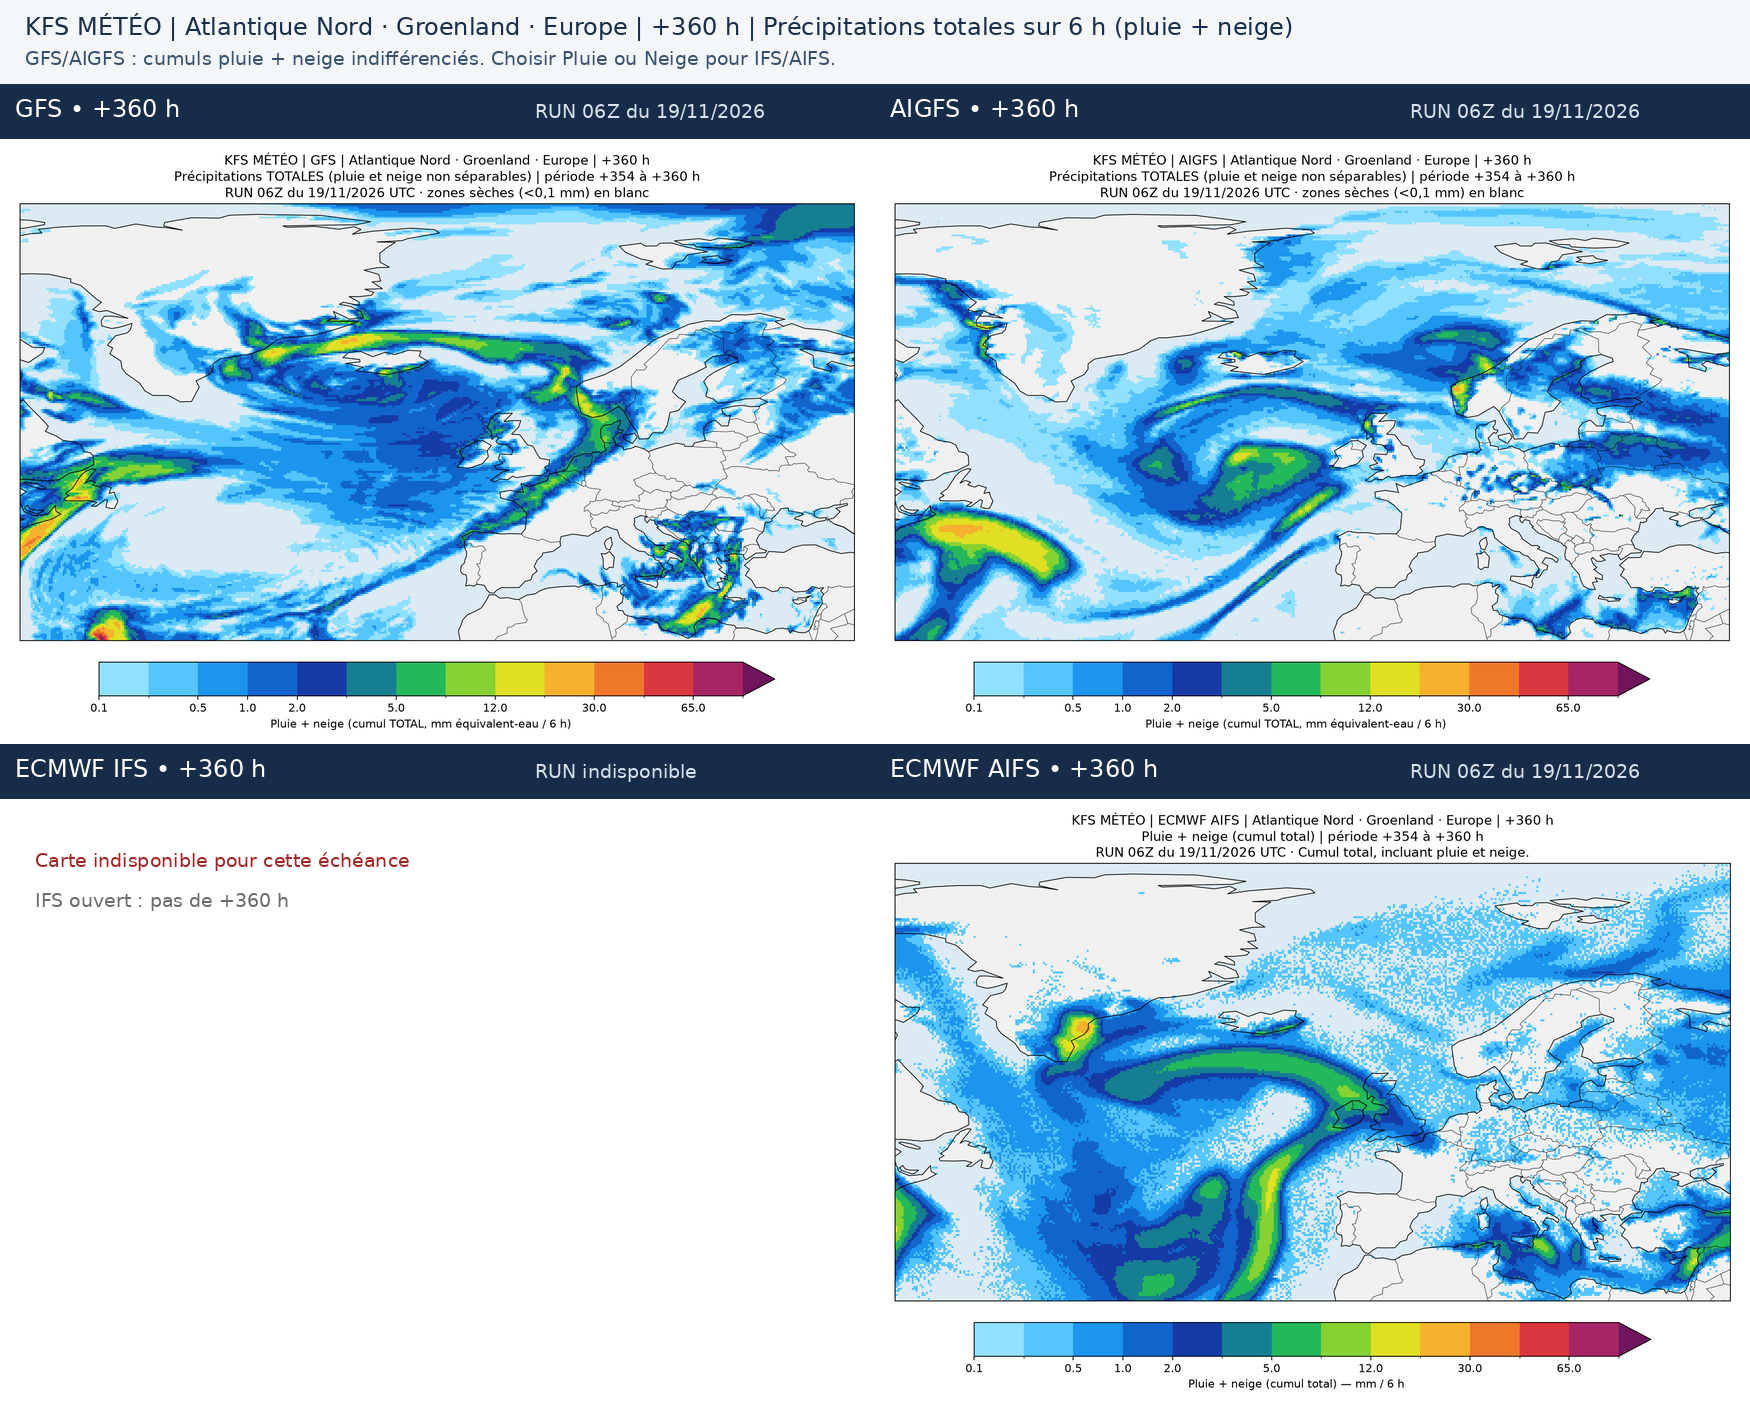 KFS MÉTÉO | Atlantique Nord · Groenland · Europe | +360 h | Précipitations totales sur 6 h (pluie + neige)
GFS/AIGFS : cumuls pluie + neige indifférenciés. Choisir Pluie ou Neige pour IFS/AIFS.
GFS • +360 h
RUN 06Z du 19/11/2026
KFS MÉTÉO | GFS | Atlantique Nord · Groenland · Europe | +360 h
Précipitations TOTALES (pluie et neige non séparables) | période +354 à +360 h
RUN 06Z du 19/11/2026 UTC · zones sèches (<0,1 mm) en blanc
0.1 0.5 1.0 2.0 5.0 12.0 30.0 65.0
Pluie + neige (cumul TOTAL, mm équivalent-eau / 6 h)
AIGFS • +360 h
RUN 06Z du 19/11/2026
KFS MÉTÉO | AIGFS | Atlantique Nord · Groenland · Europe | +360 h
Précipitations TOTALES (pluie et neige non séparables) | période +354 à +360 h
RUN 06Z du 19/11/2026 UTC · zones sèches (<0,1 mm) en blanc
0.1 0.5 1.0 2.0 5.0 12.0 30.0 65.0
Pluie + neige (cumul TOTAL, mm équivalent-eau / 6 h)
ECMWF IFS • +360 h
RUN indisponible
Carte indisponible pour cette échéance
IFS ouvert : pas de +360 h
ECMWF AIFS • +360 h
RUN 06Z du 19/11/2026
KFS MÉTÉO | ECMWF AIFS | Atlantique Nord · Groenland · Europe | +360 h
Pluie + neige (cumul total) | période +354 à +360 h
RUN 06Z du 19/11/2026 UTC · Cumul total, incluant pluie et neige.
0.1 0.5 1.0 2.0 5.0 12.0 30.0 65.0
Pluie + neige (cumul total) — mm / 6 h